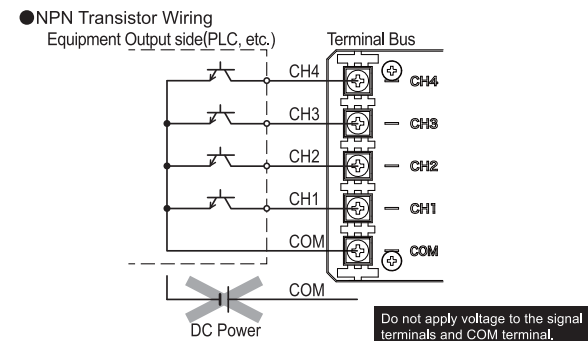 ●NPN Transistor Wiring
Equipment Output side(PLC, etc.)
Terminal Bus
CH4
CH4
CH3
CH3
CH2
CH2
CH1
CH1
COM
COM
COM
DC Power
Do not apply voltage to the signal
terminals and COM terminal.